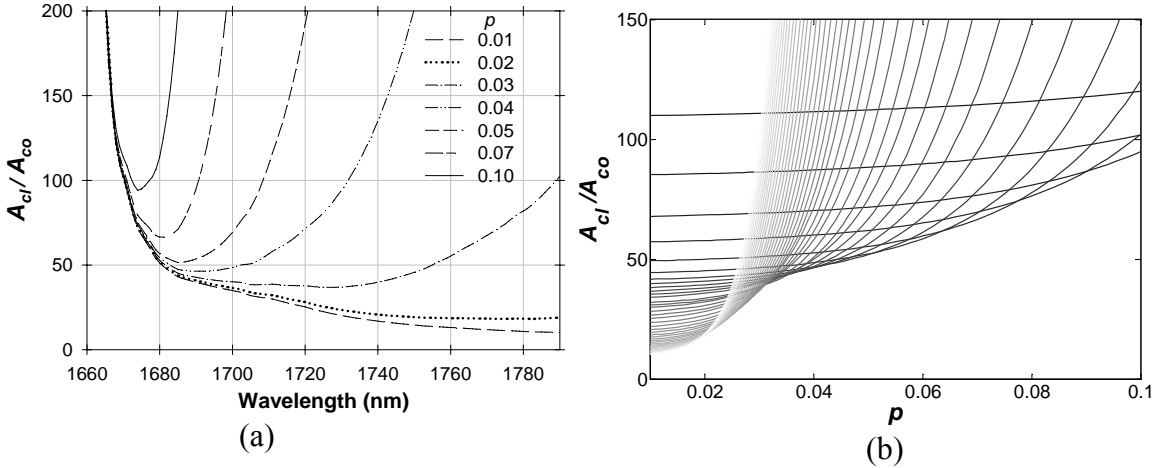 (a)
200
150
100
50
0
A_cl / A_co
1660 1680 1700 1720 1740 1760 1780
Wavelength (nm)
p
0.01
0.02
0.03
0.04
0.05
0.07
0.10
(a)
(b)
150
100
50
0
A_cl/A_co
0.02 0.04 0.06 0.08 0.1
p
(b)